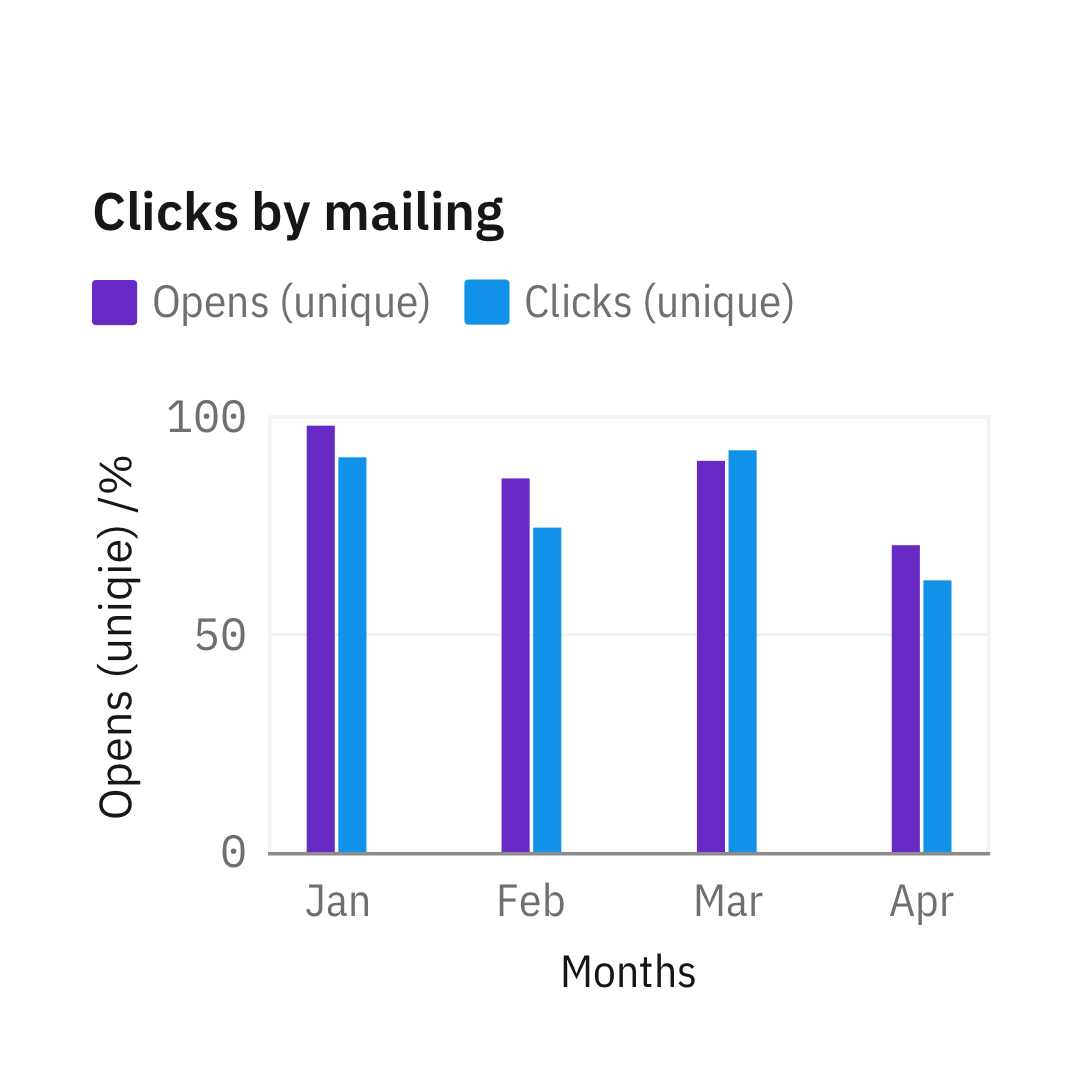 Clicks by mailing
Opens (unique) Clicks (unique)
Opens (uniqie) /%
100
50
0
Jan Feb Mar Apr
Months